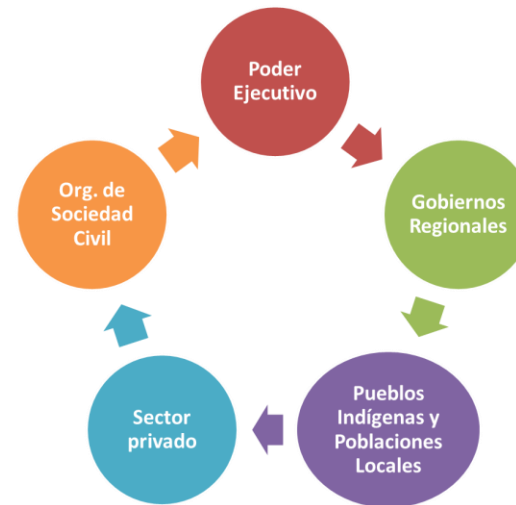 Poder
Ejecutivo
Gobiernos
Regionales
Pueblos
Indígenas y
Poblaciones
Locales
Sector
privado
Org. de
Sociedad
Civil